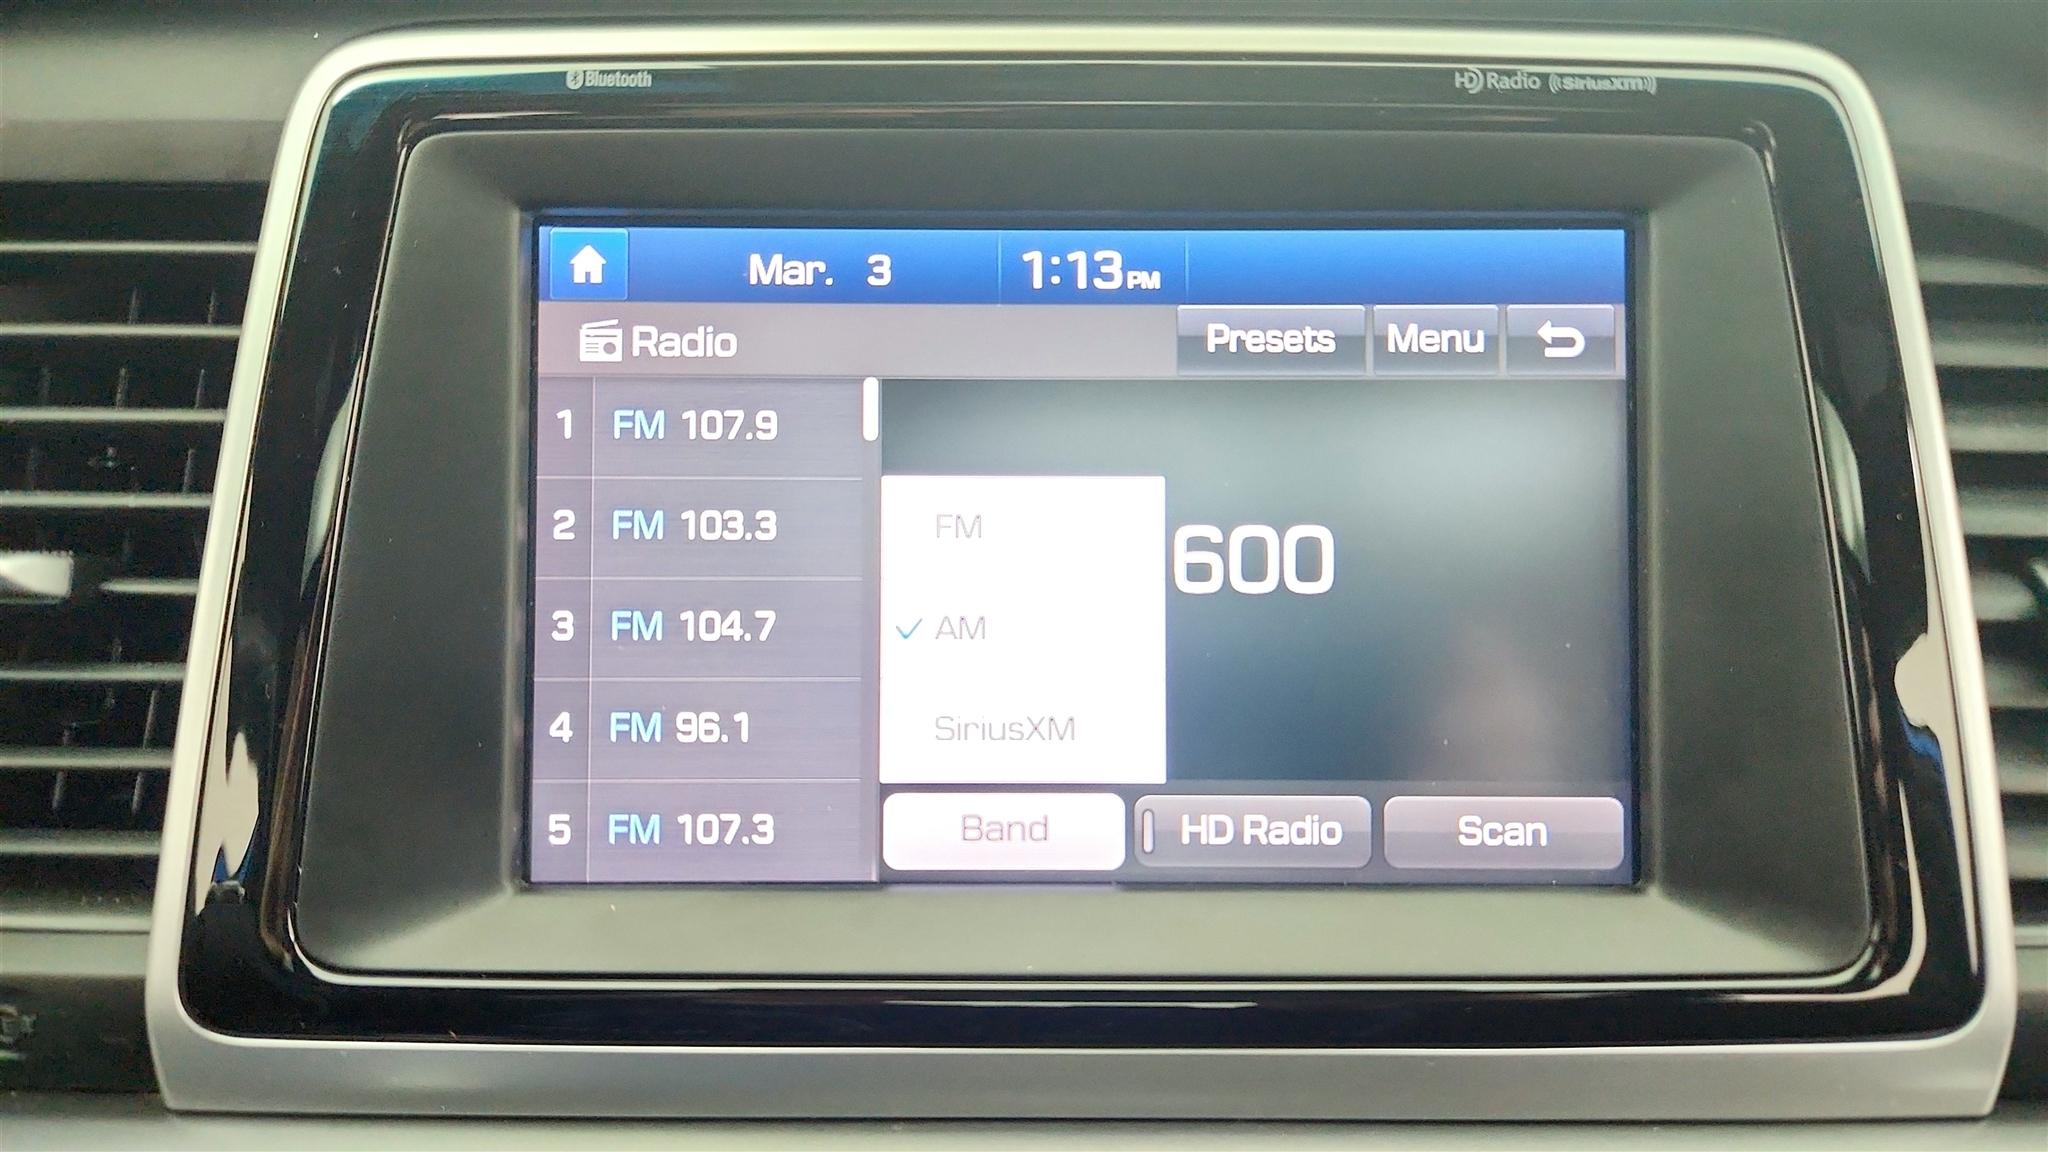 Bluetooth
HD Radio ((SiriusXM))
Mar. 3 1:13 PM
Radio Presets Menu
1 FM 107.9
2 FM 103.3
3 FM 104.7
4 FM 96.1
5 FM 107.3
FM
AM
SiriusXM
600
Band HD Radio Scan